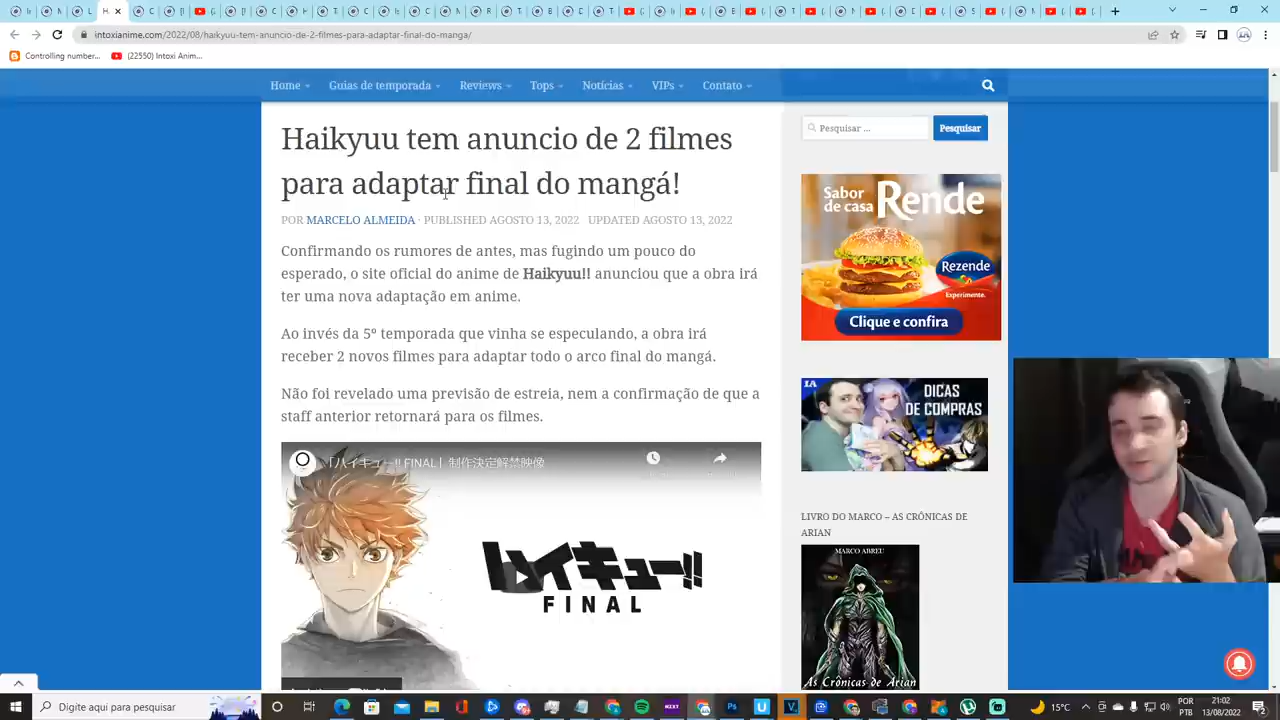 intoxianime.com/2022/08/haikyuu-tem-anuncio-de-2-filmes-para-adaptar-final-do-manga/
Controlling number...
(22550) Intoxi Anim...
Home
Guias de temporada
Reviews
Tops
Notícias
VIPs
Contato
Haikyuu tem anuncio de 2 filmes
para adaptar final do mangá!
POR MARCELO ALMEIDA · PUBLISHED AGOSTO 13, 2022 UPDATED AGOSTO 13, 2022
Confirmando os rumores de antes, mas fugindo um pouco do
esperado, o site oficial do anime de Haikyuu!! anunciou que a obra irá
ter uma nova adaptação em anime.
Ao invés da 5º temporada que vinha se especulando, a obra irá
receber 2 novos filmes para adaptar todo o arco final do mangá.
Não foi revelado uma previsão de estreia, nem a confirmação de que a
staff anterior retornará para os filmes.
「ハイキュー!! FINAL」制作決定解禁映像
ハイキュー!!
FINAL
Pesquisar ...
Pesquisar
Sabor
de casa
Rende
Rezende
Experimente.
Clique e confira
IA
DICAS
DE COMPRAS
LIVRO DO MARCO – AS CRÔNICAS DE
ARIAN
MARCO ABREU
As Crônicas de Arian
Digite aqui para pesquisar
NEXT
Ps
15°C
POR
PTB
21:02
13/08/2022